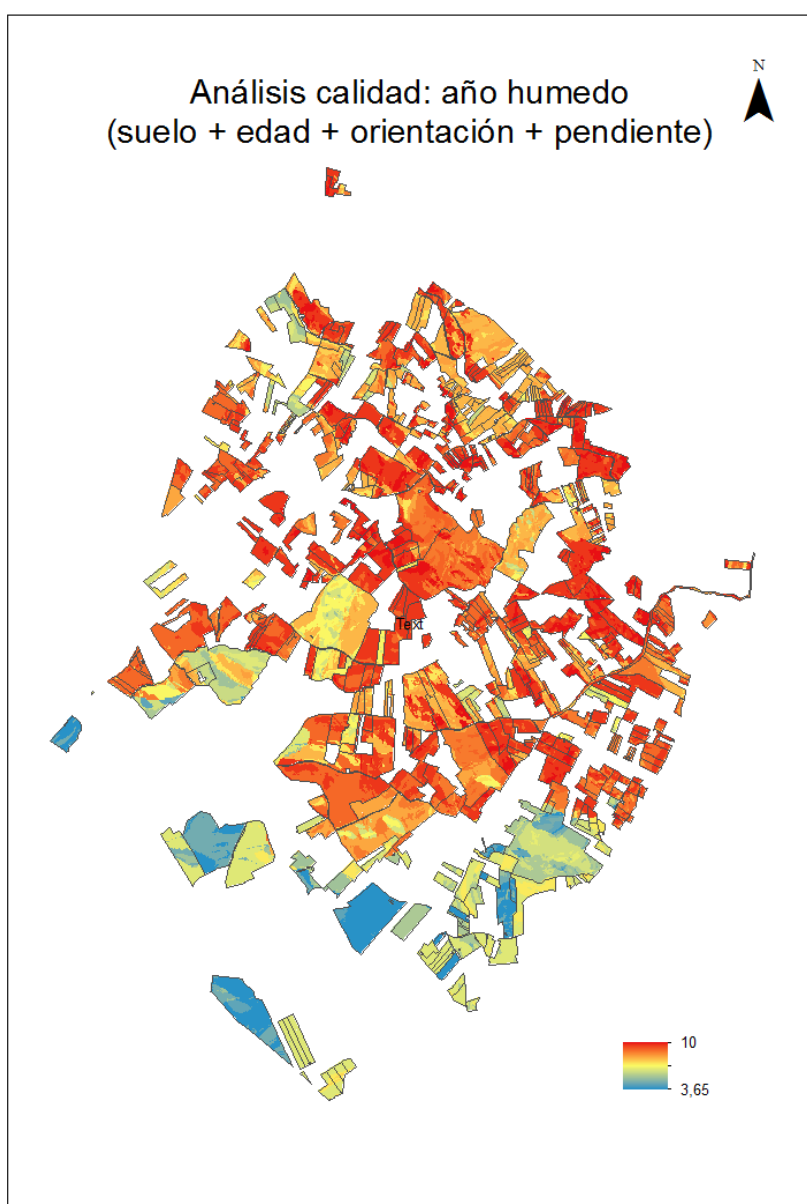 N
Análisis calidad: año humedo
(suelo + edad + orientación + pendiente)
Text
10
3,65